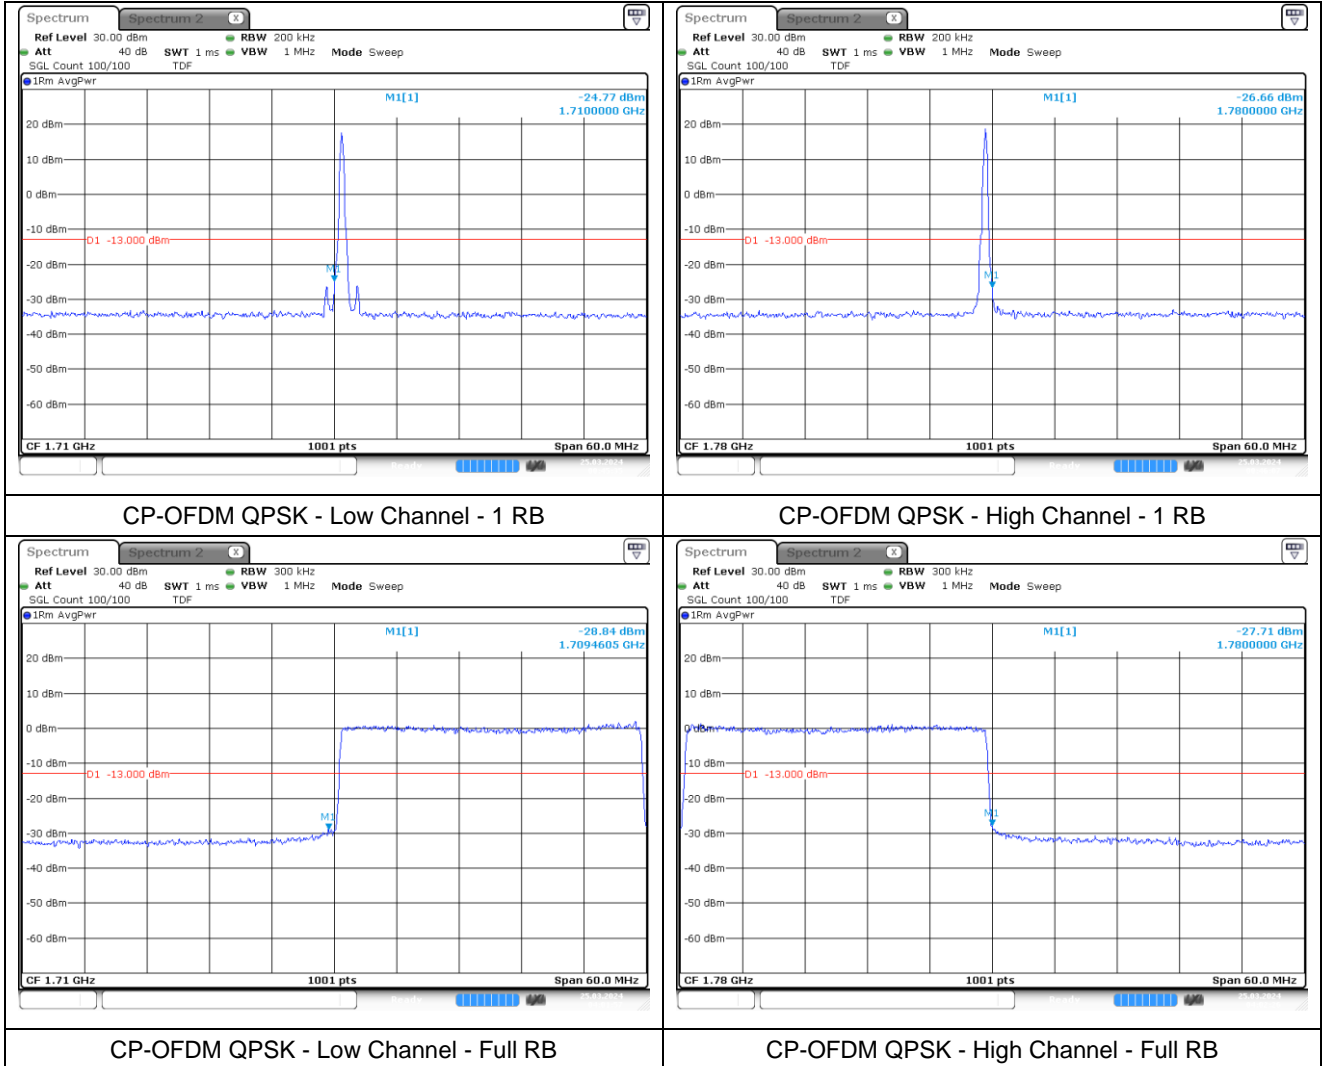 Spectrum Spectrum 2 X
Ref Level 30.00 dBm RBW 200 kHz
Att 40 dB SWT 1 ms VBW 1 MHz Mode Sweep
SGL Count 100/100 TDF
1Rm AvgPwr
M1[1] -24.77 dBm
1.7100000 GHz
20 dBm
10 dBm
0 dBm
-10 dBm
D1 -13.000 dBm
-20 dBm
M1
-30 dBm
-40 dBm
-50 dBm
-60 dBm
CF 1.71 GHz 1001 pts Span 60.0 MHz
Ready 25.03.2024
CP-OFDM QPSK - Low Channel - 1 RB
Spectrum Spectrum 2 X
Ref Level 30.00 dBm RBW 200 kHz
Att 40 dB SWT 1 ms VBW 1 MHz Mode Sweep
SGL Count 100/100 TDF
1Rm AvgPwr
M1[1] -26.66 dBm
1.7800000 GHz
20 dBm
10 dBm
0 dBm
-10 dBm
D1 -13.000 dBm
-20 dBm
M1
-30 dBm
-40 dBm
-50 dBm
-60 dBm
CF 1.78 GHz 1001 pts Span 60.0 MHz
Ready 25.03.2024
CP-OFDM QPSK - High Channel - 1 RB
Spectrum Spectrum 2 X
Ref Level 30.00 dBm RBW 300 kHz
Att 40 dB SWT 1 ms VBW 1 MHz Mode Sweep
SGL Count 100/100 TDF
1Rm AvgPwr
M1[1] -28.84 dBm
1.7094605 GHz
20 dBm
10 dBm
0 dBm
-10 dBm
D1 -13.000 dBm
-20 dBm
M1
-30 dBm
-40 dBm
-50 dBm
-60 dBm
CF 1.71 GHz 1001 pts Span 60.0 MHz
Ready 25.03.2024
CP-OFDM QPSK - Low Channel - Full RB
Spectrum Spectrum 2 X
Ref Level 30.00 dBm RBW 300 kHz
Att 40 dB SWT 1 ms VBW 1 MHz Mode Sweep
SGL Count 100/100 TDF
1Rm AvgPwr
M1[1] -27.71 dBm
1.7800000 GHz
20 dBm
10 dBm
0 dBm
-10 dBm
D1 -13.000 dBm
-20 dBm
M1
-30 dBm
-40 dBm
-50 dBm
-60 dBm
CF 1.78 GHz 1001 pts Span 60.0 MHz
Ready 25.03.2024
CP-OFDM QPSK - High Channel - Full RB